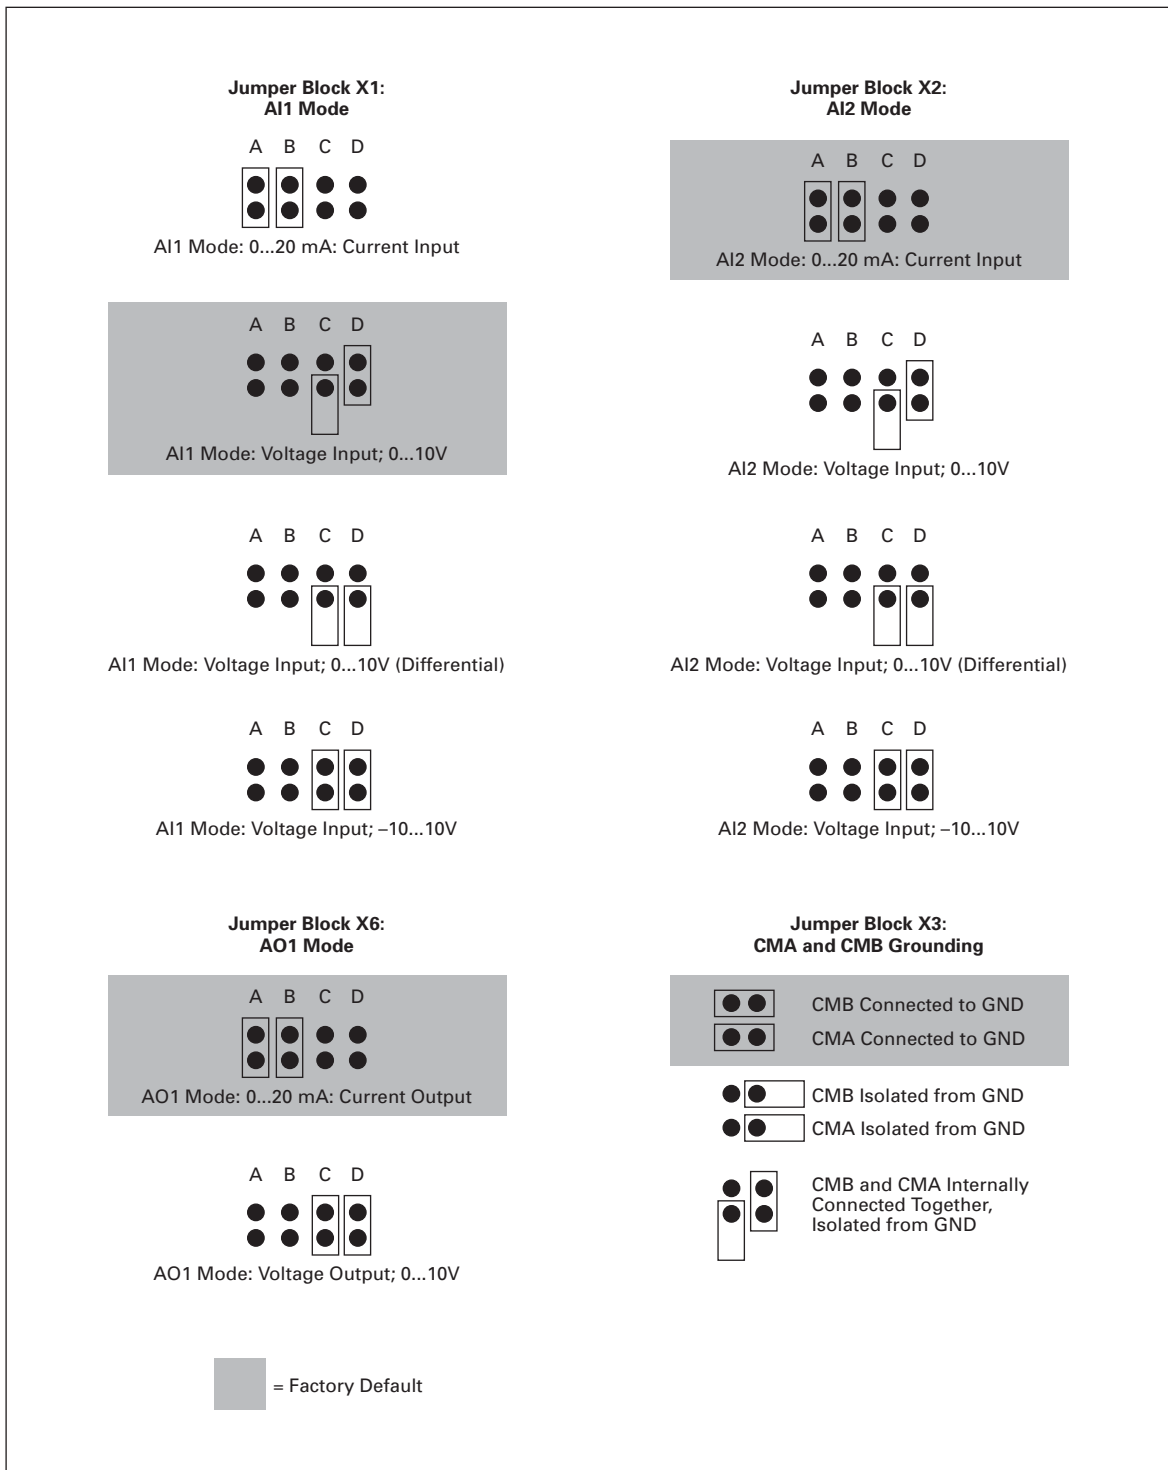 Jumper Block X1:
AI1 Mode
A B C D
AI1 Mode: 0...20 mA: Current Input
A B C D
AI1 Mode: Voltage Input; 0...10V
A B C D
AI1 Mode: Voltage Input; 0...10V (Differential)
A B C D
AI1 Mode: Voltage Input; –10...10V
Jumper Block X2:
AI2 Mode
A B C D
AI2 Mode: 0...20 mA: Current Input
A B C D
AI2 Mode: Voltage Input; 0...10V
A B C D
AI2 Mode: Voltage Input; 0...10V (Differential)
A B C D
AI2 Mode: Voltage Input; –10...10V
Jumper Block X6:
AO1 Mode
A B C D
AO1 Mode: 0...20 mA: Current Output
A B C D
AO1 Mode: Voltage Output; 0...10V
Jumper Block X3:
CMA and CMB Grounding
CMB Connected to GND
CMA Connected to GND
CMB Isolated from GND
CMA Isolated from GND
CMB and CMA Internally
Connected Together,
Isolated from GND
= Factory Default